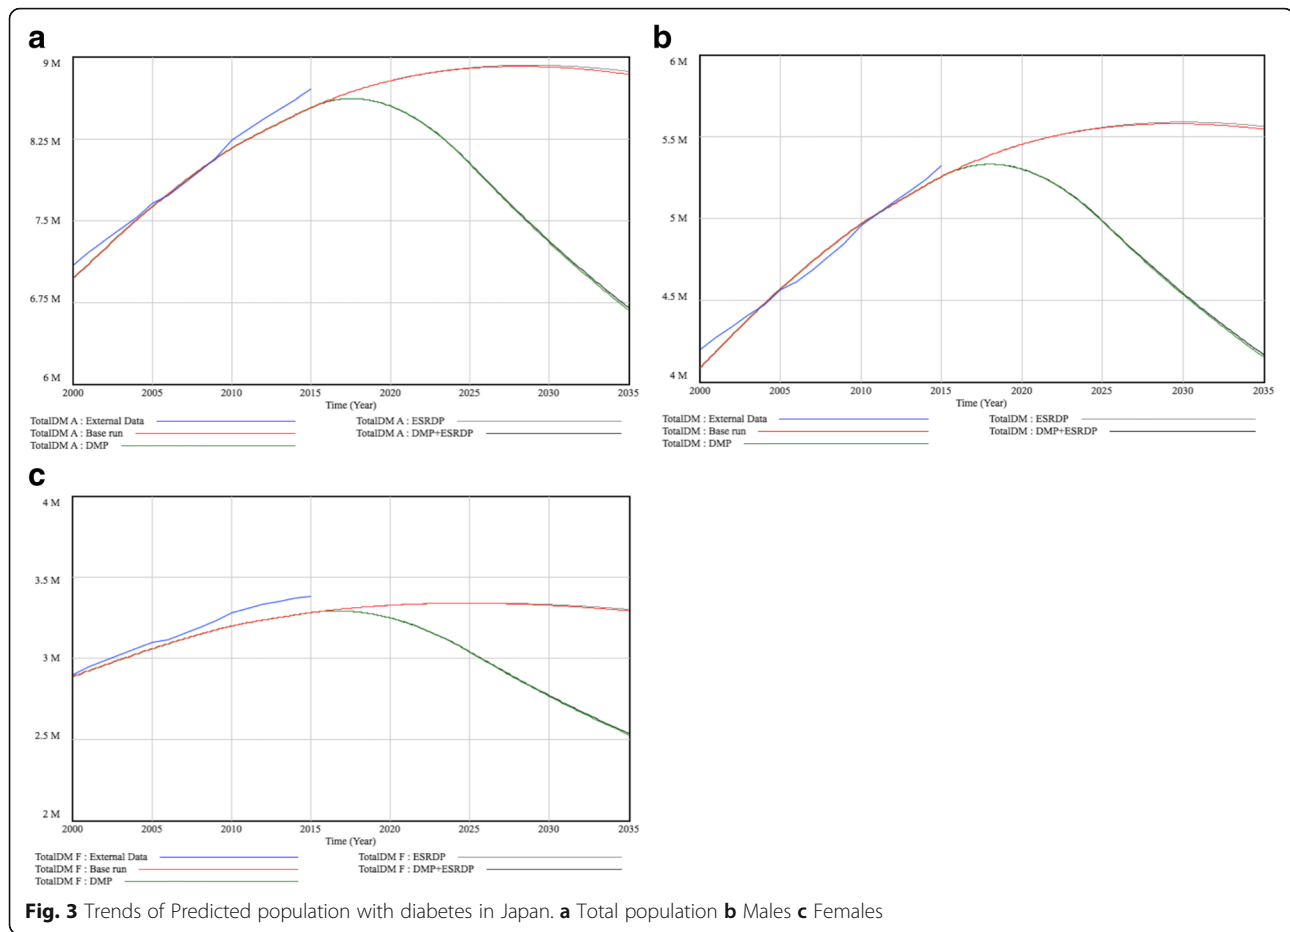 a
9 M
8.25 M
7.5 M
6.75 M
6 M
2000 2005 2010 2015 2020 2025 2030 2035
Time (Year)
TotalDM A : External Data
TotalDM A : Base run
TotalDM A : DMP
TotalDM A : ESRDP
TotalDM A : DMP+ESRDP
b
6 M
5.5 M
5 M
4.5 M
4 M
2000 2005 2010 2015 2020 2025 2030 2035
Time (Year)
TotalDM : External Data
TotalDM : Base run
TotalDM : DMP
TotalDM : ESRDP
TotalDM : DMP+ESRDP
c
4 M
3.5 M
3 M
2.5 M
2 M
2000 2005 2010 2015 2020 2025 2030 2035
Time (Year)
TotalDM F : External Data
TotalDM F : Base run
TotalDM F : DMP
TotalDM F : ESRDP
TotalDM F : DMP+ESRDP
Fig. 3 Trends of Predicted population with diabetes in Japan. a Total population b Males c Females